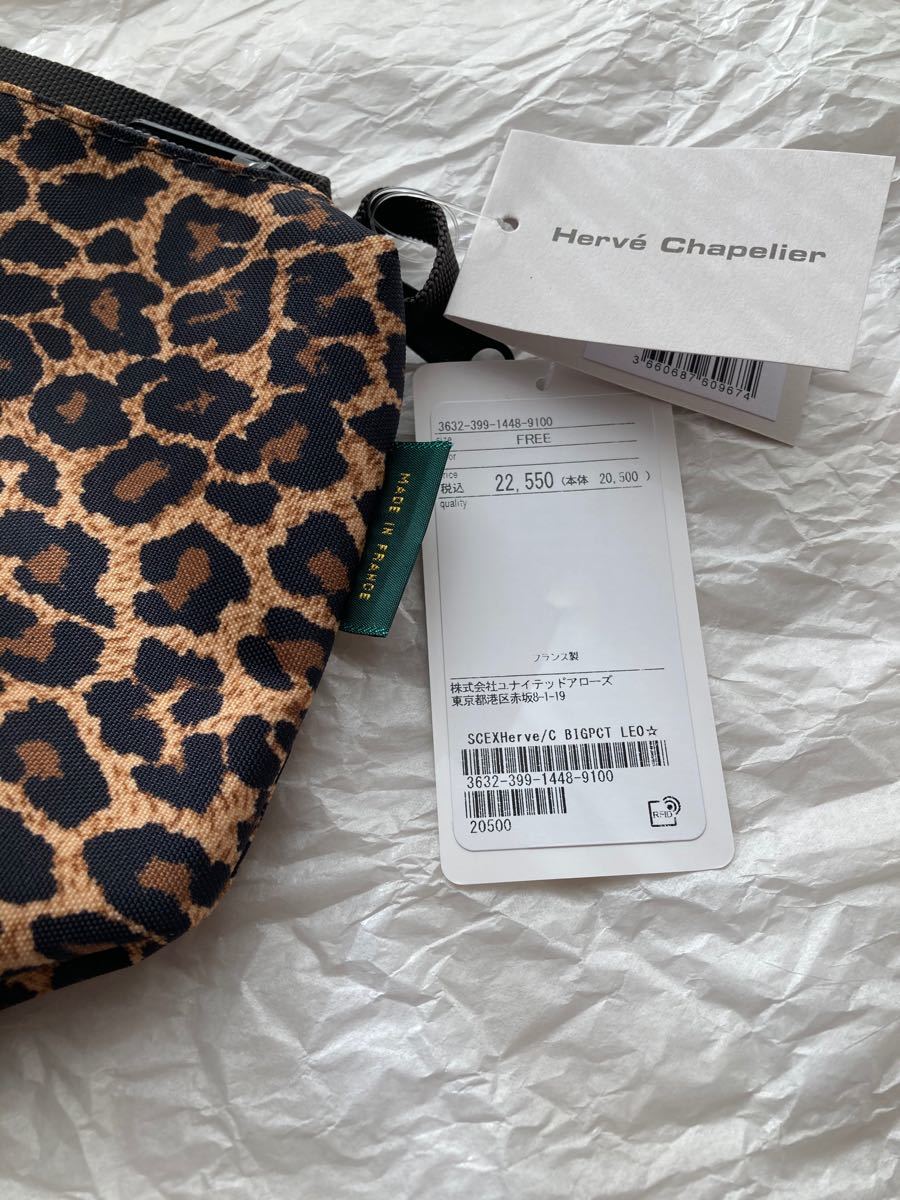 Hervé Chapelier
3 660687 609674
3632-399-1448-9100
size FREE
税込 22,550 (本体 20,500 )
quality
MADE IN FRANCE
フランス製
株式会社ユナイテッドアローズ
東京都港区赤坂8-1-19
SCEXHerve/C BIGPCT LEO☆
3632-399-1448-9100
20500
RFID